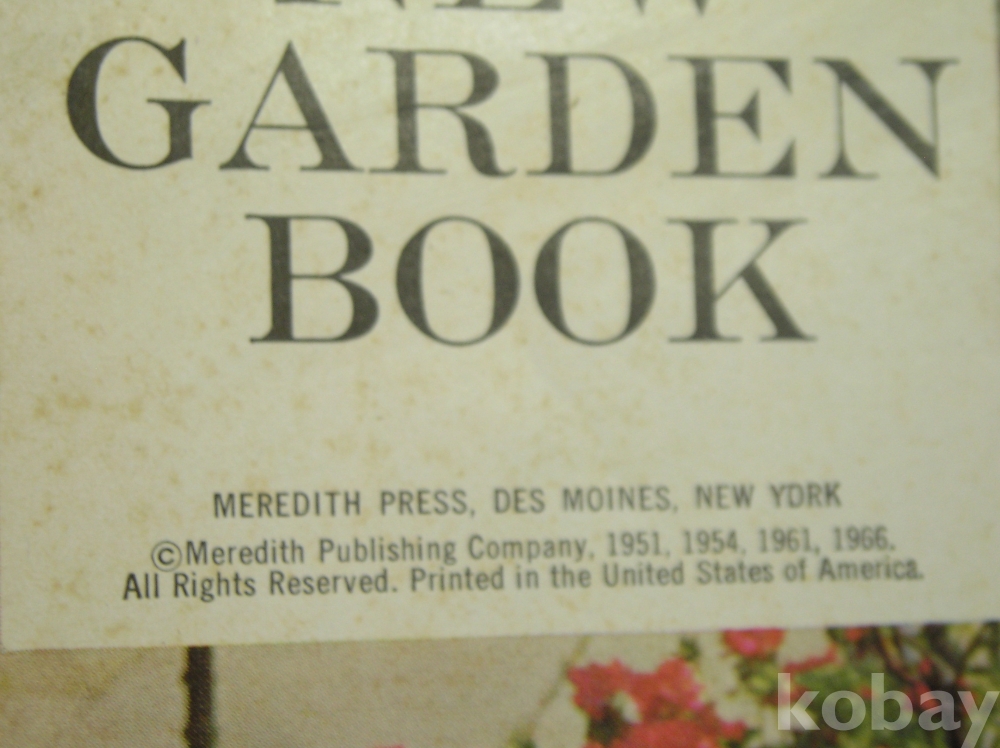 NEW
GARDEN
BOOK
MEREDITH PRESS, DES MOINES, NEW YORK
©Meredith Publishing Company, 1951, 1954, 1961, 1966.
All Rights Reserved. Printed in the United States of America.
kobay